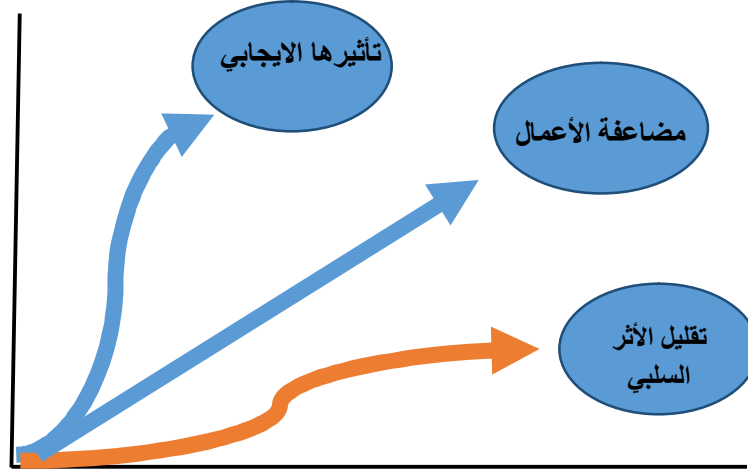 تأثيرها الايجابي
مضاعفة الأعمال
تقليل الأثر
السلبي